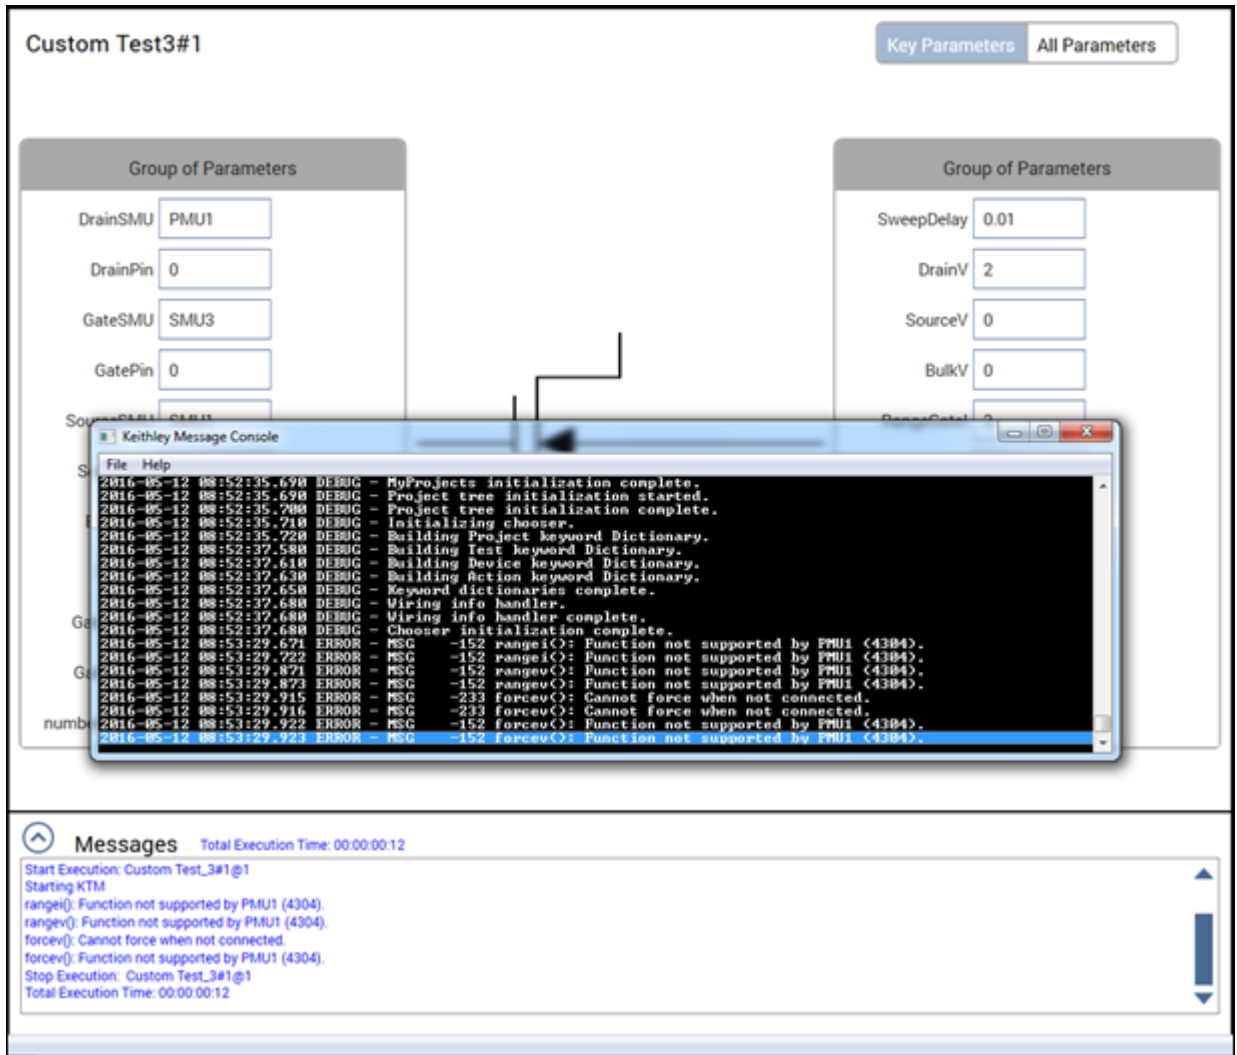 Custom Test3#1
Key Parameters All Parameters
Group of Parameters
DrainSMU PMU1
DrainPin 0
GateSMU SMU3
GatePin 0
Group of Parameters
SweepDelay 0.01
DrainV 2
SourceV 0
BulkV 0
Keithley Message Console
File Help
2016-05-12 08:52:35.690 DEBUG - MyProjects initialization complete.
2016-05-12 08:52:35.690 DEBUG - Project tree initialization started.
2016-05-12 08:52:35.700 DEBUG - Project tree initialization complete.
2016-05-12 08:52:35.710 DEBUG - Initializing chooser.
2016-05-12 08:52:35.720 DEBUG - Building Project keyword Dictionary.
2016-05-12 08:52:37.580 DEBUG - Building Test keyword Dictionary.
2016-05-12 08:52:37.610 DEBUG - Building Device keyword Dictionary.
2016-05-12 08:52:37.630 DEBUG - Building Action keyword Dictionary.
2016-05-12 08:52:37.650 DEBUG - Keyword dictionaries complete.
2016-05-12 08:52:37.680 DEBUG - Wiring info handler.
2016-05-12 08:52:37.680 DEBUG - Wiring info handler complete.
2016-05-12 08:52:37.680 DEBUG - Chooser initialization complete.
2016-05-12 08:53:29.671 ERROR - MSG -152 rangei(): Function not supported by PMU1 (4304).
2016-05-12 08:53:29.722 ERROR - MSG -152 rangei(): Function not supported by PMU1 (4304).
2016-05-12 08:53:29.871 ERROR - MSG -152 rangev(): Function not supported by PMU1 (4304).
2016-05-12 08:53:29.873 ERROR - MSG -152 rangev(): Function not supported by PMU1 (4304).
2016-05-12 08:53:29.915 ERROR - MSG -233 forcev(): Cannot force when not connected.
2016-05-12 08:53:29.916 ERROR - MSG -233 forcev(): Cannot force when not connected.
2016-05-12 08:53:29.922 ERROR - MSG -152 forcev(): Function not supported by PMU1 (4304).
2016-05-12 08:53:29.923 ERROR - MSG -152 forcev(): Function not supported by PMU1 (4304).
Messages Total Execution Time: 00:00:00:12
Start Execution: Custom Test_3#1@1
Starting KTM
rangei(): Function not supported by PMU1 (4304).
rangev(): Function not supported by PMU1 (4304).
forcev(): Cannot force when not connected.
forcev(): Function not supported by PMU1 (4304).
Stop Execution: Custom Test_3#1@1
Total Execution Time: 00:00:00:12